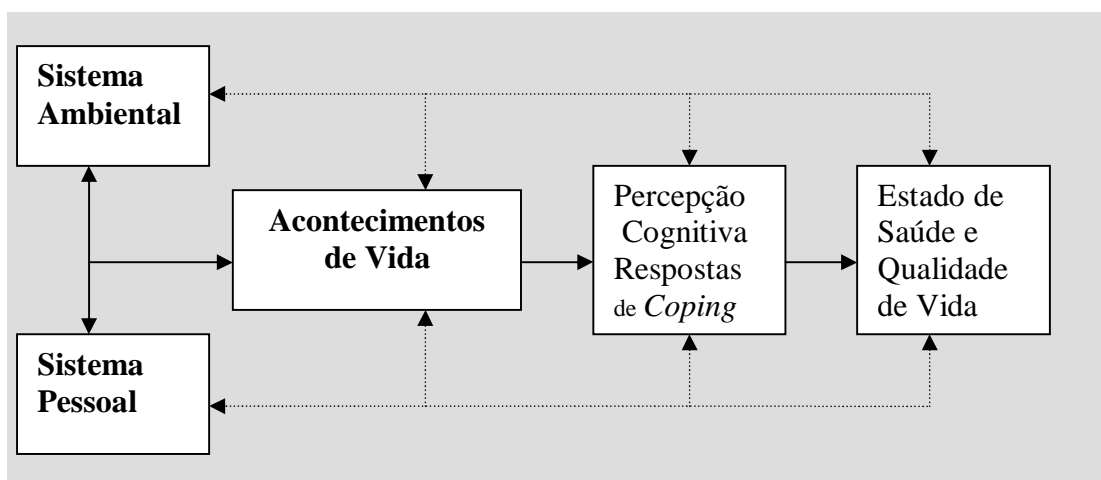 Sistema
Ambiental
Acontecimentos
de Vida
Percepção
Cognitiva
Respostas
de Coping
Estado de
Saúde e
Qualidade
de Vida
Sistema
Pessoal